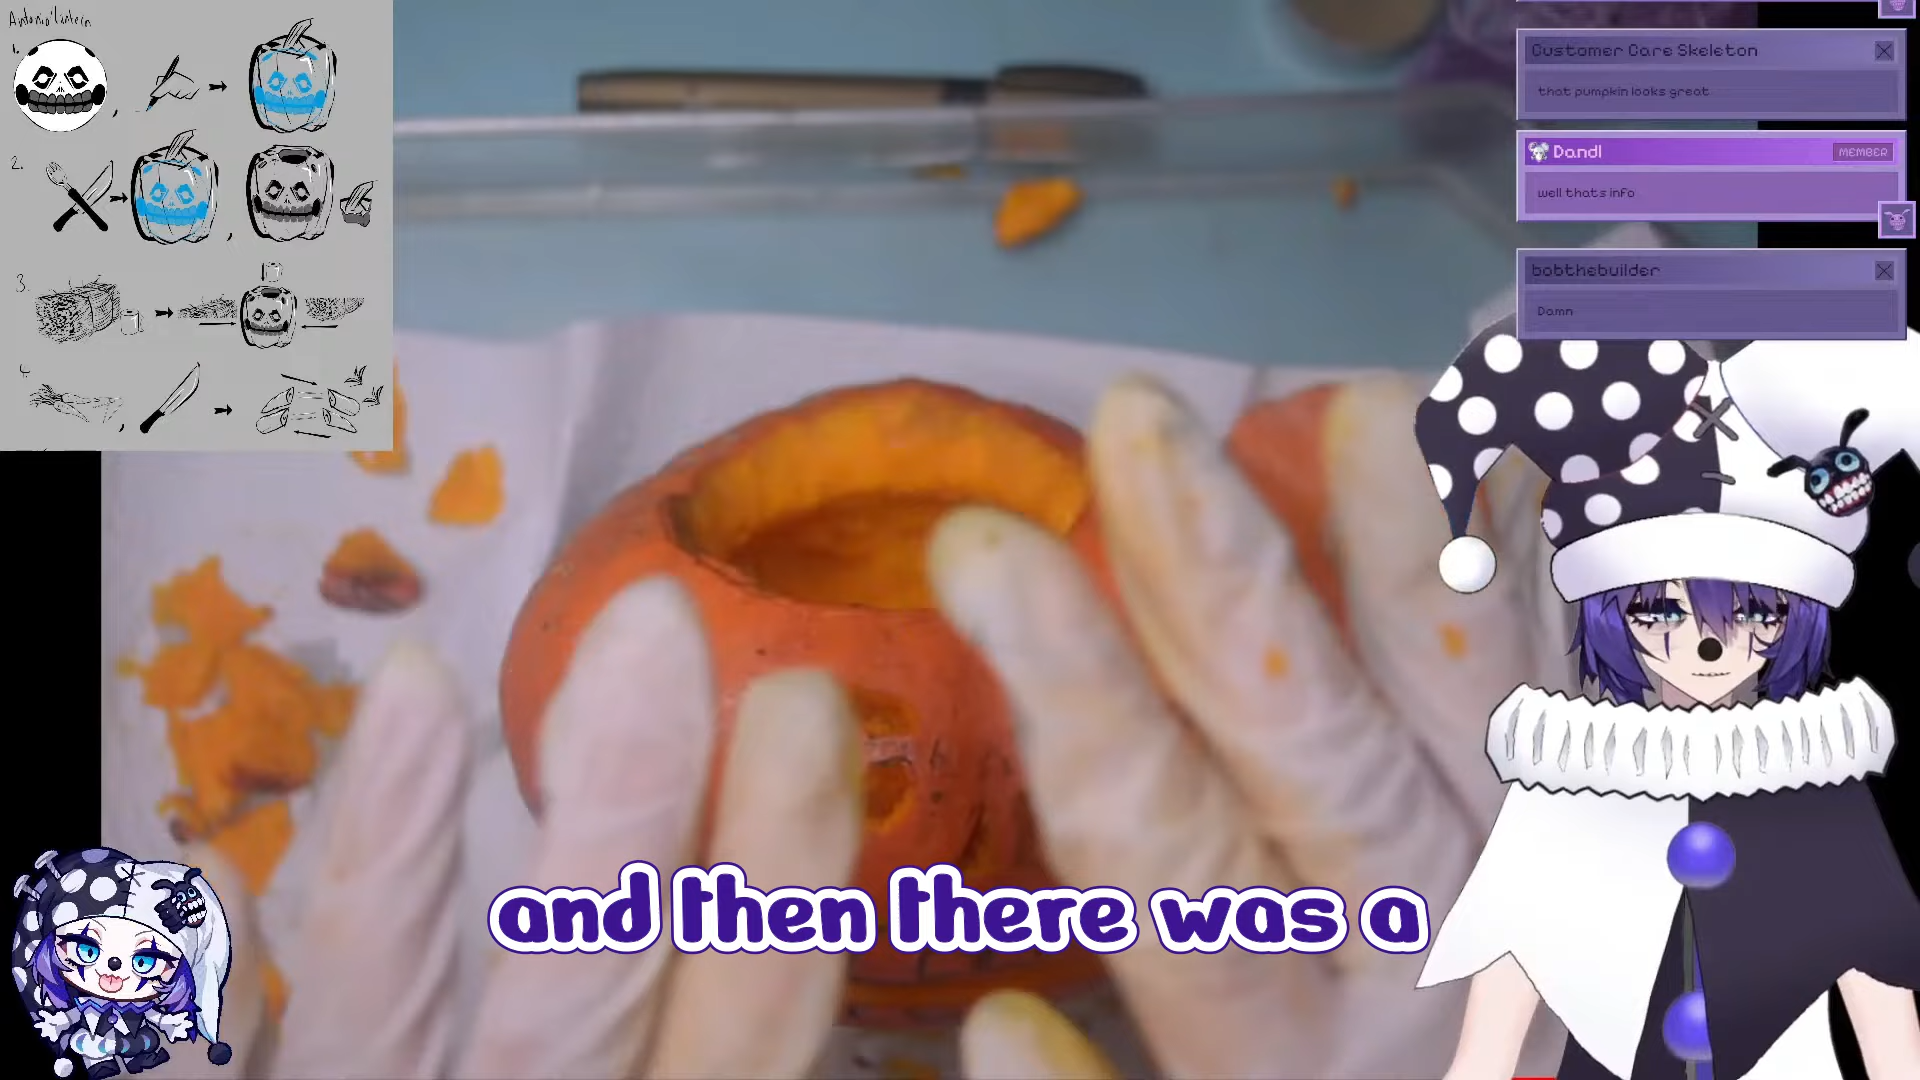 Antonio'lantern
1.
2.
3.
4.
Customer Care Skeleton
that pumpkin looks great
Dandl
MEMBER
well thats info
bobthebuilder
Damn
and then there was a